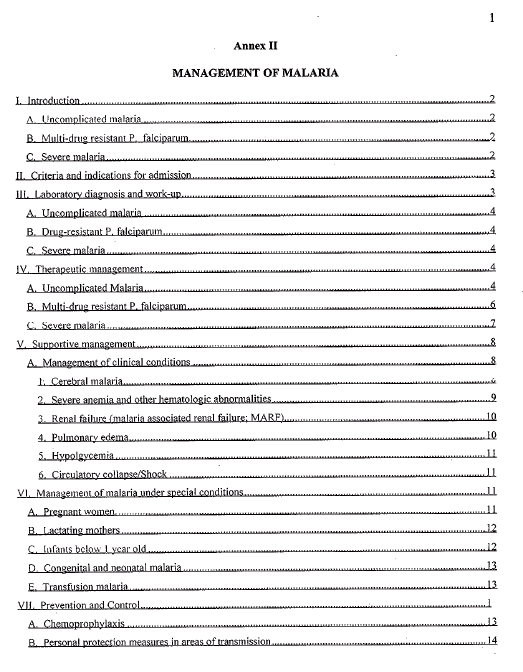 1
Annex II
MANAGEMENT OF MALARIA
I. Introduction 2
A. Uncomplicated malaria 2
B. Multi-drug resistant P. falciparum 2
C. Severe malaria 2
II. Criteria and indications for admission 3
III. Laboratory diagnosis and work-up 3
A. Uncomplicated malaria 4
B. Drug-resistant P. falciparum 4
C. Severe malaria 4
IV. Therapeutic management 4
A. Uncomplicated Malaria 4
B. Multi-drug resistant P. falciparum 6
C. Severe malaria 7
V. Supportive management 8
A. Management of clinical conditions 8
1. Cerebral malaria
2. Severe anemia and other hematologic abnormalities 9
3. Renal failure (malaria associated renal failure; MARF) 10
4. Pulmonary edema 10
5. Hypolgycemia 11
6. Circulatory collapse/Shock 11
VI. Management of malaria under special conditions 11
A. Pregnant women 11
B. Lactating mothers 12
C. Infants below 1 year old 12
D. Congenital and neonatal malaria 13
E. Transfusion malaria 13
VII. Prevention and Control 1
A. Chemoprophylaxis 13
B. Personal protection measures in areas of transmission 14